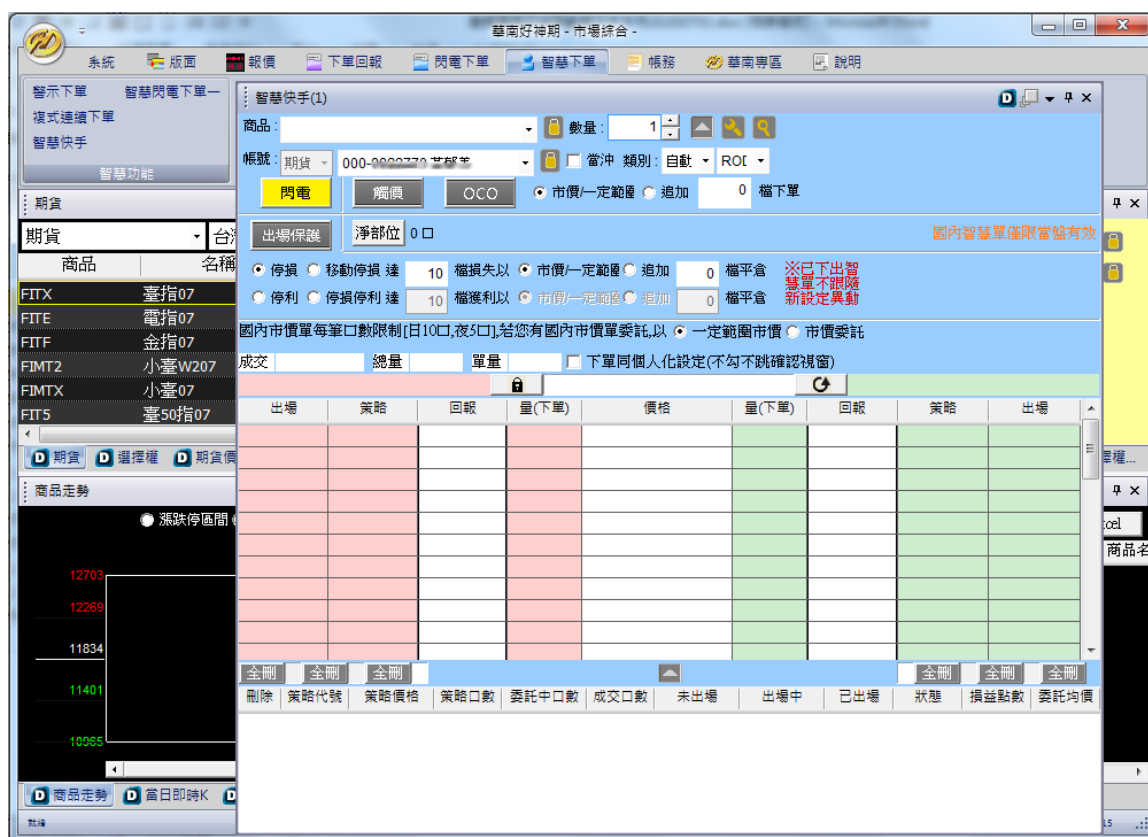 華南好神期 - 市場綜合 -
系統 版面 報價 下單回報 閃電下單 智慧下單 帳務 華南專區 說明
警示下單 智慧閃電下單一
複式連續下單
智慧快手
智慧功能
智慧快手(1)
商品: 數量: 1
帳號: 期貨 000- 當沖 類別: 自動 ROD
閃電 觸價 OCO 市價/一定範圍 追加 0 檔下單
出場保護 淨部位 0 口 國內智慧單僅限當盤有效
停損 移動停損 達 10 檔損失以 市價/一定範圍 追加 0 檔平倉
停利 停損停利 達 10 檔獲利以 市價/一定範圍 追加 0 檔平倉
※已下出智
慧單不跟隨
新設定異動
國內市價單每筆口數限制[日10口,夜5口],若您有國內市價單委託,以 一定範圍市價 市價委託
成交 總量 單量 下單同個人化設定(不勾不跳確認視窗)
出場 策略 回報 量(下單) 價格 量(下單) 回報 策略 出場
全刪 全刪 全刪 全刪 全刪 全刪
刪除 策略代號 策略價格 策略口數 委託中口數 成交口數 未出場 出場中 已出場 狀態 損益點數 委託均價
期貨
期貨
商品 名稱
FITX 臺指07
FITE 電指07
FITF 金指07
FIMT2 小臺W207
FIMTX 小臺07
FIT5 臺50指07
期貨 選擇權 期貨價
商品走勢
漲跌停區間
12703
12269
11834
11401
10965
商品走勢 當日即時K
就緒
商品名